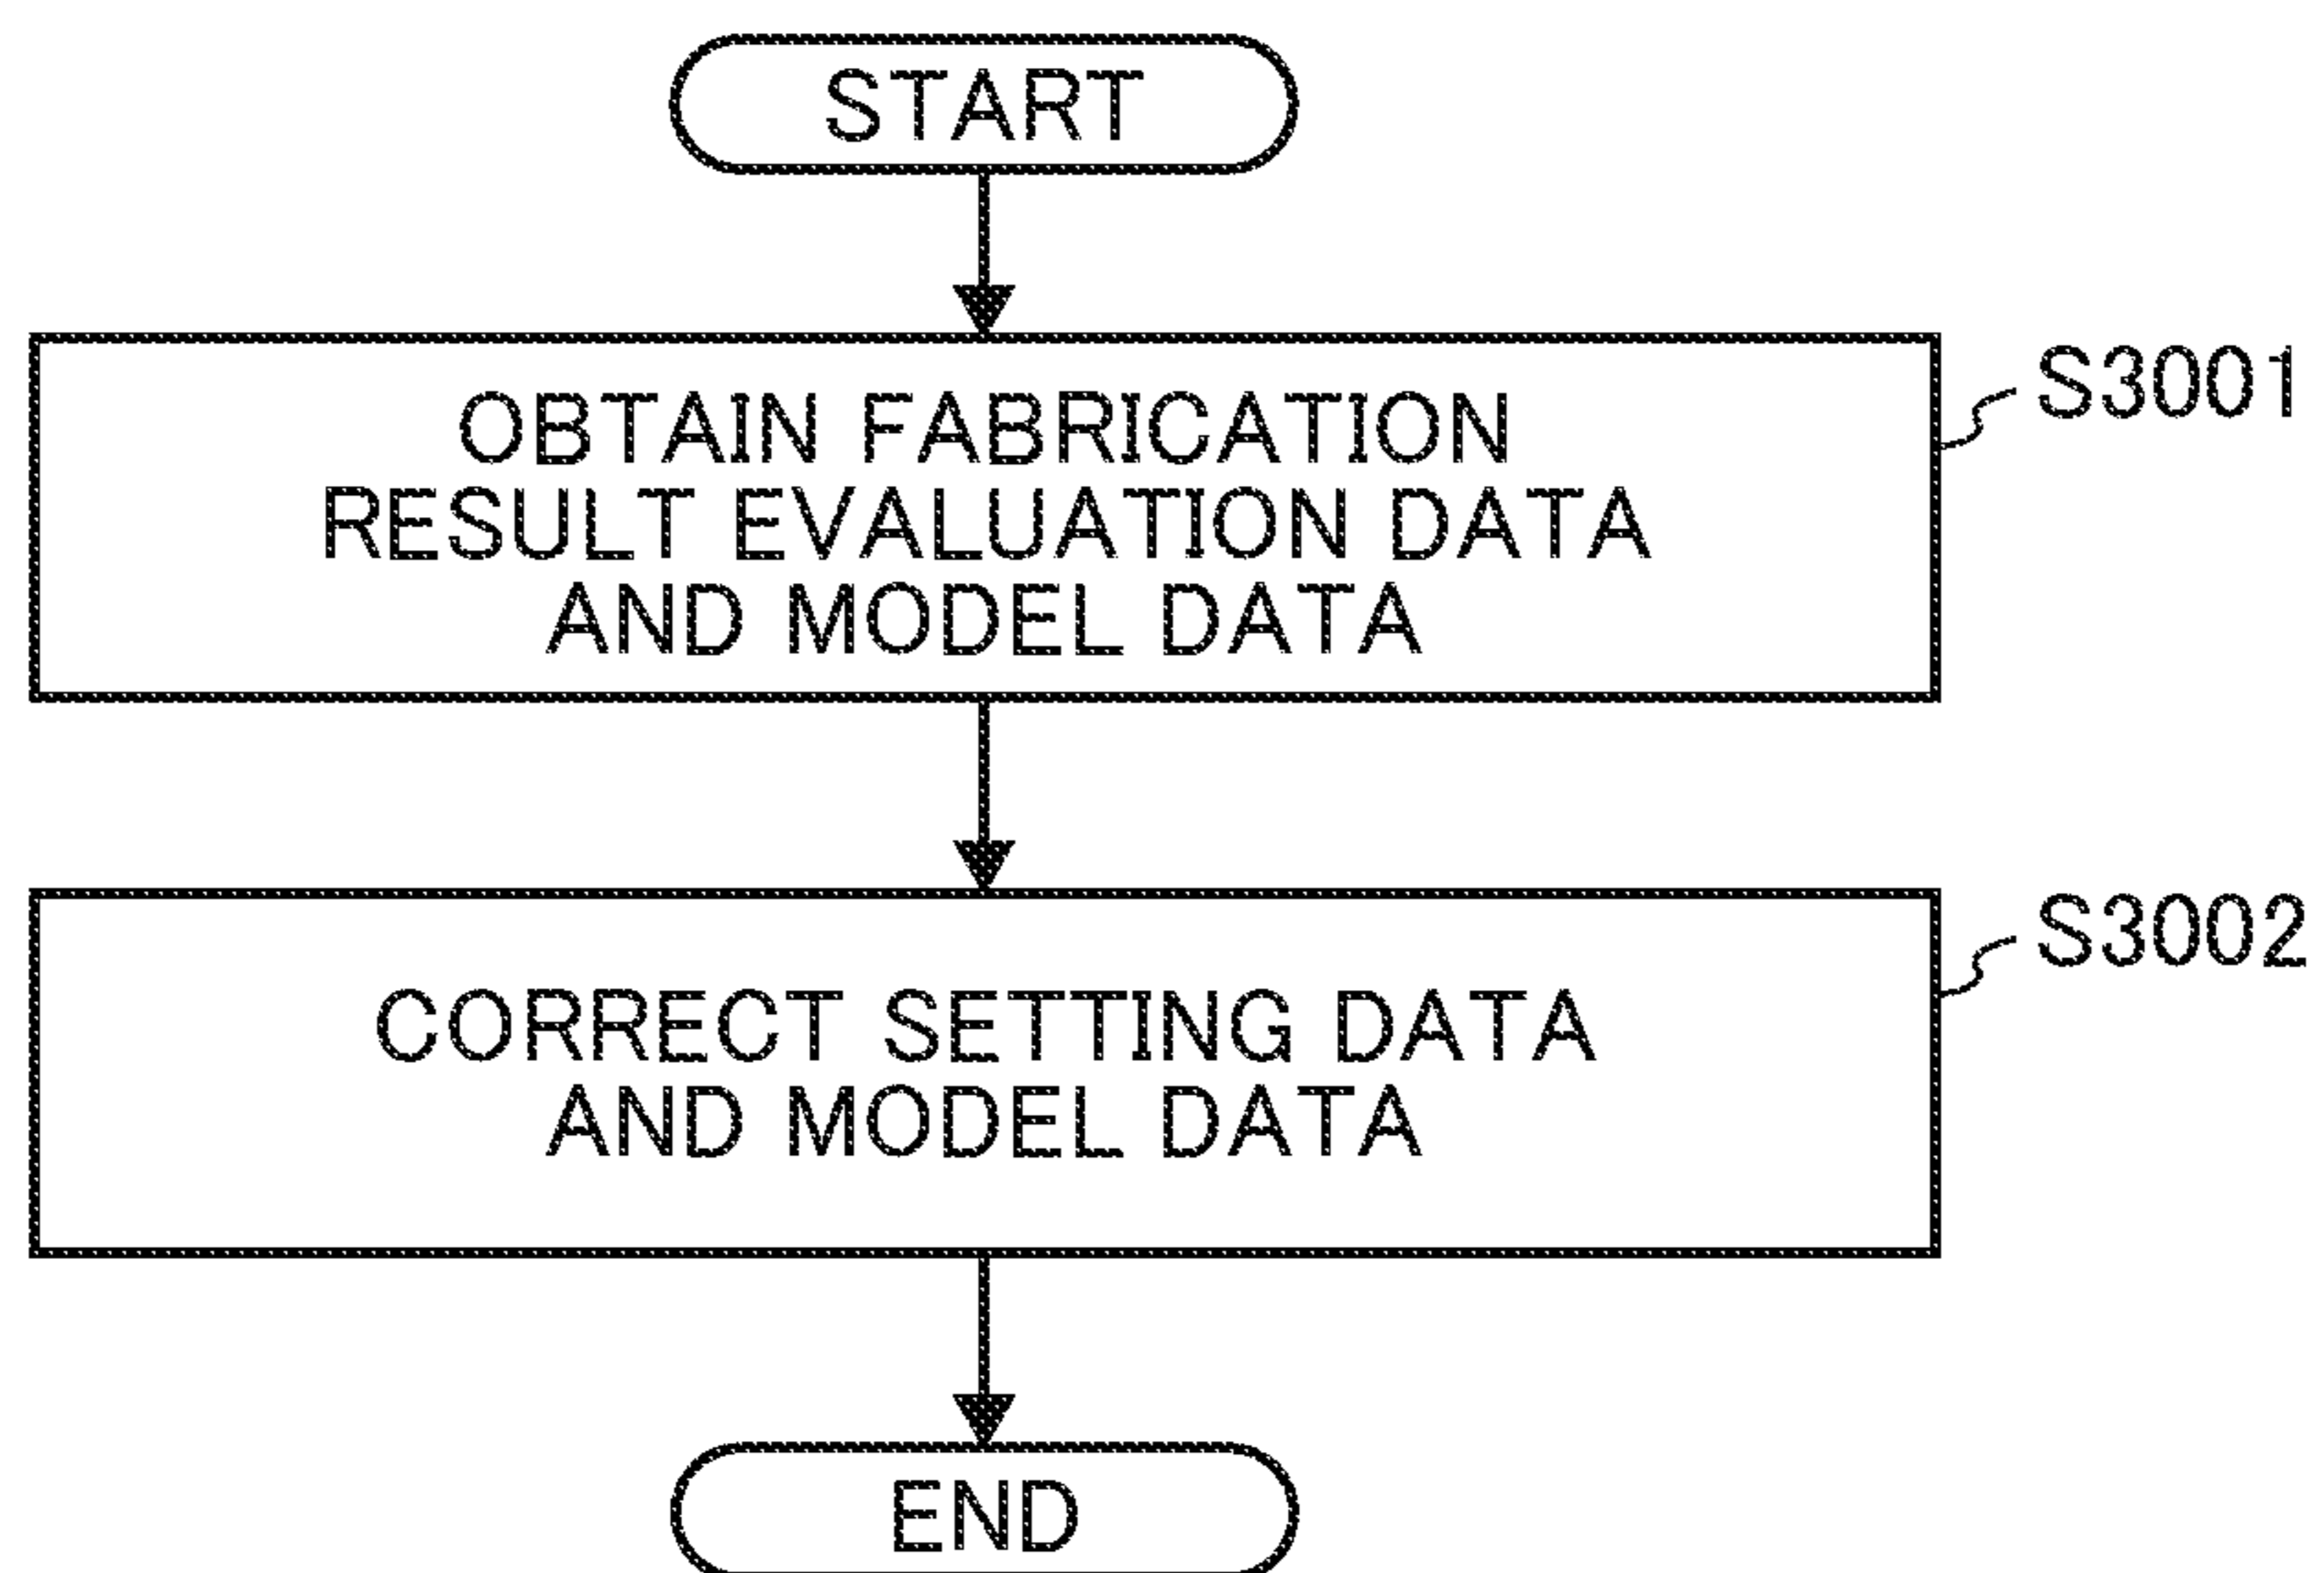 START
OBTAIN FABRICATION
RESULT EVALUATION DATA
AND MODEL DATA
S3001
CORRECT SETTING DATA
AND MODEL DATA
S3002
END